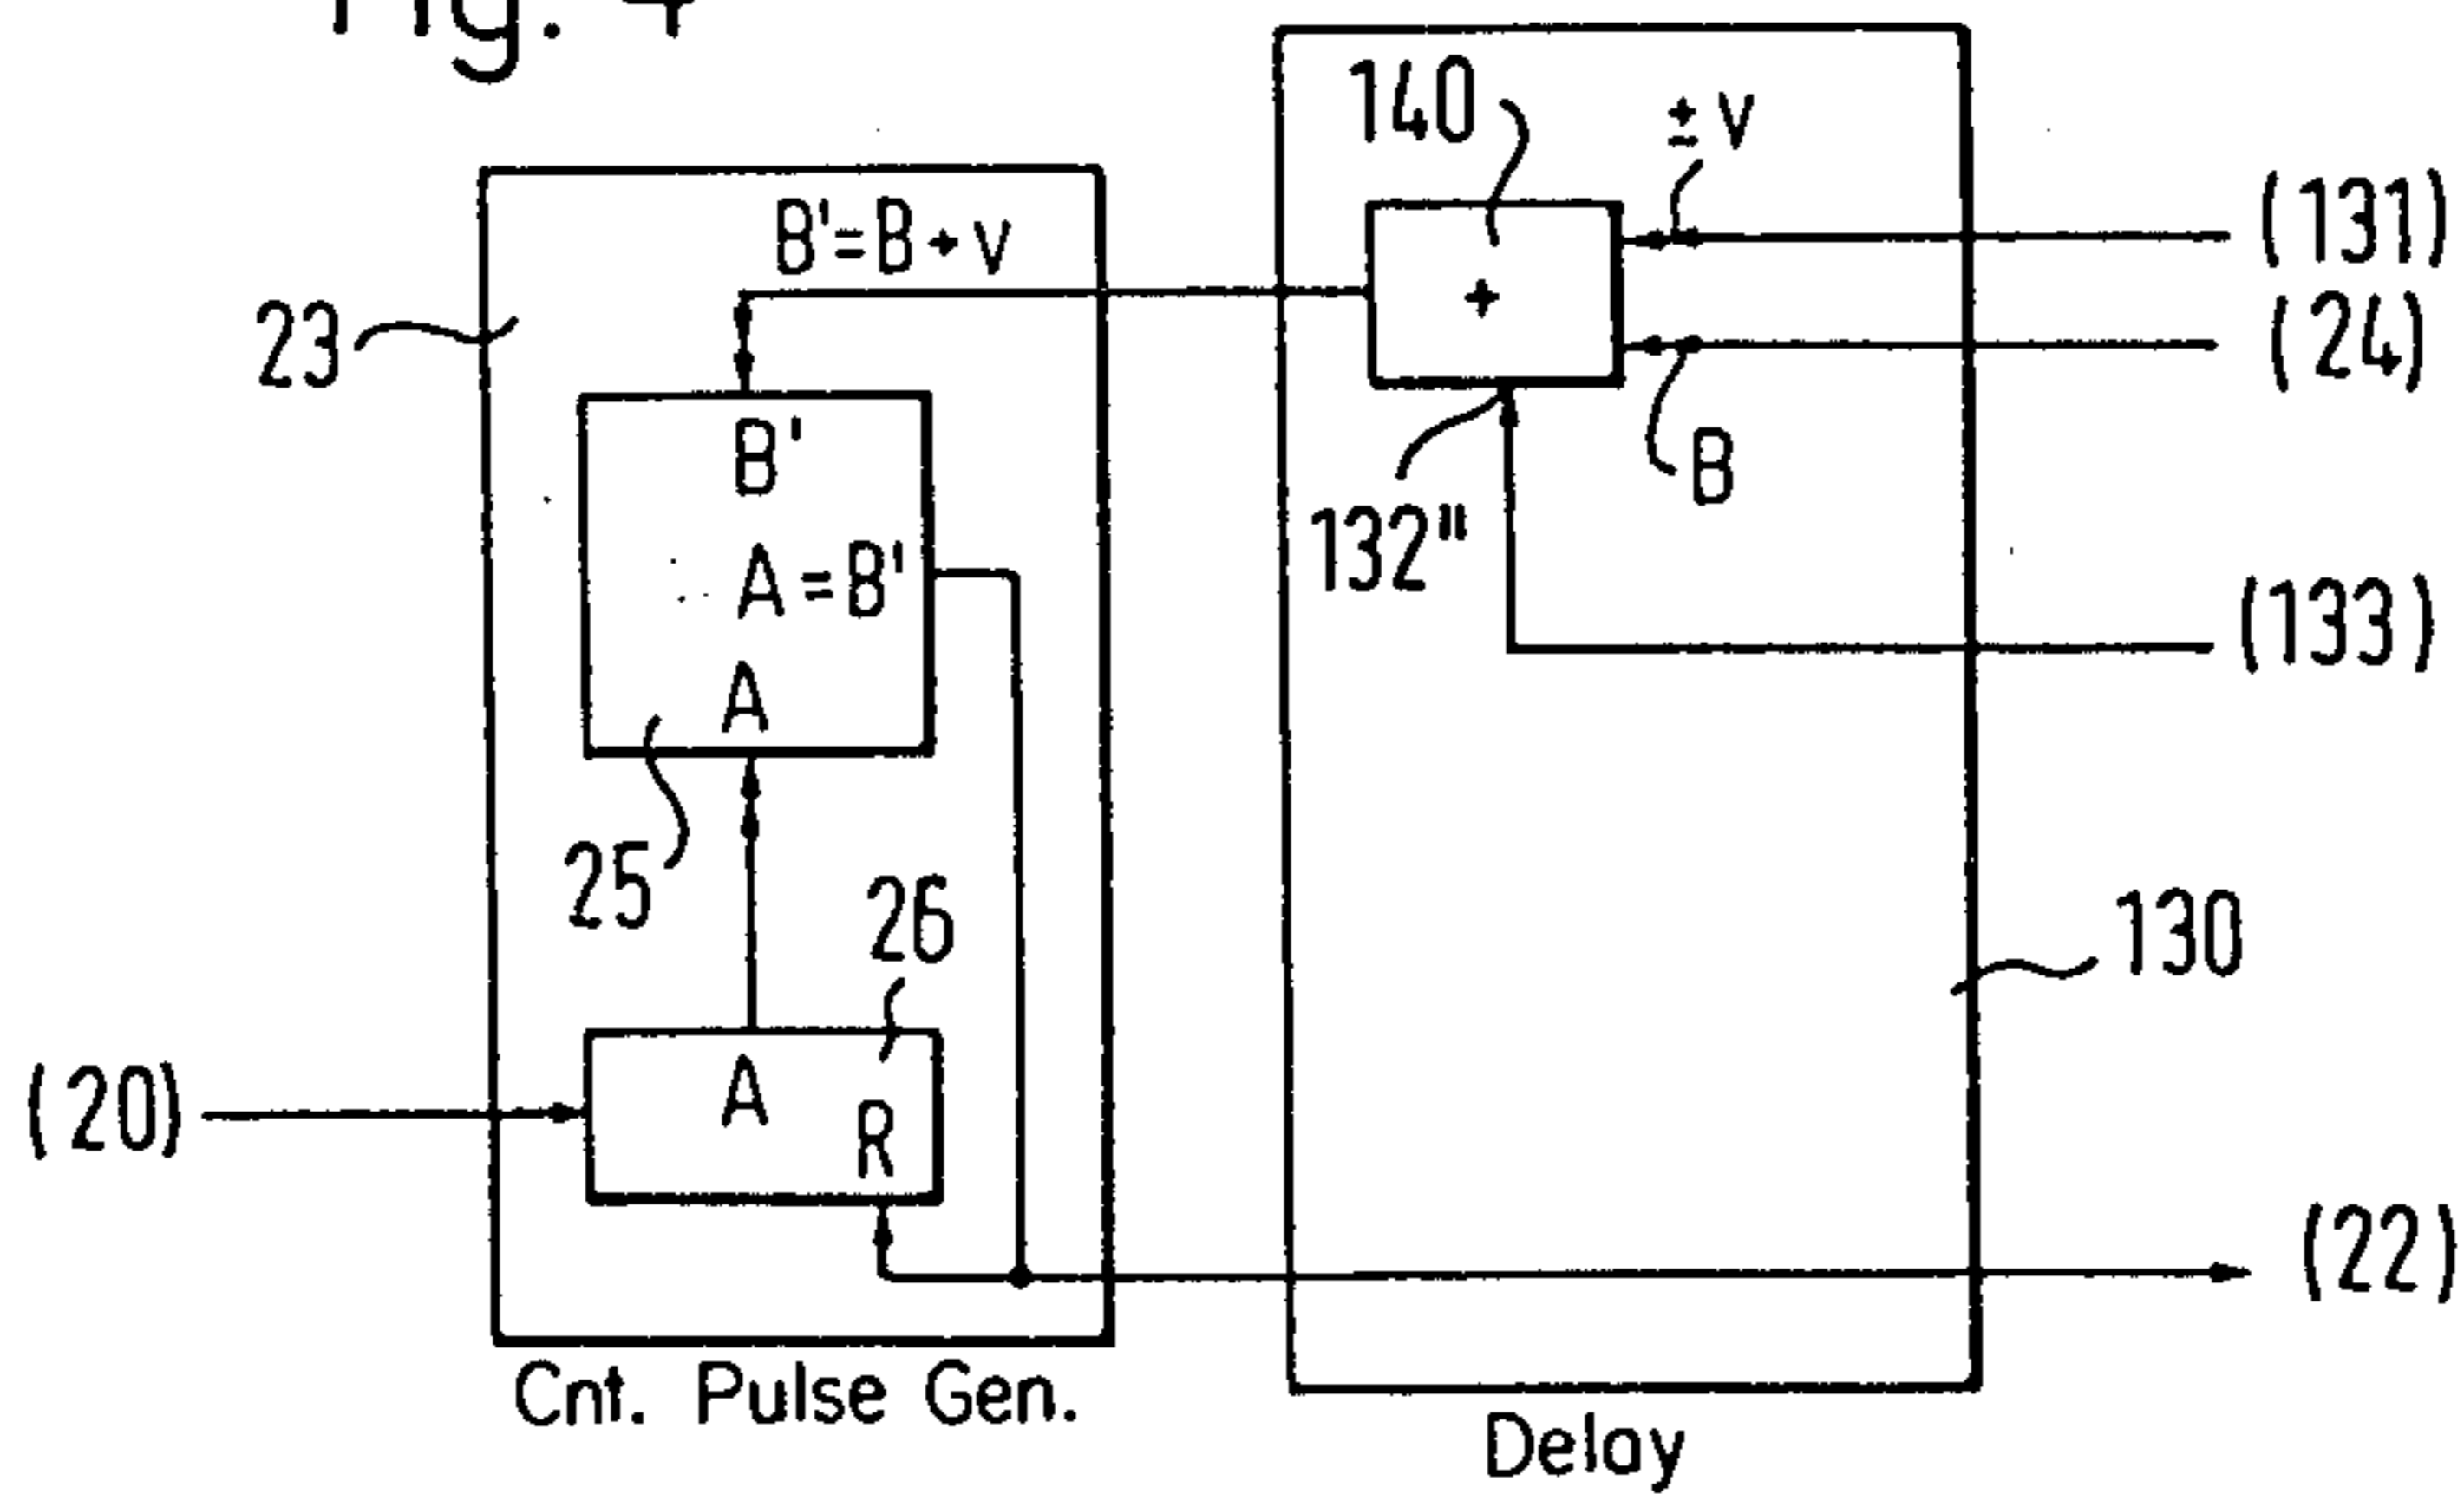 Fig. 4
140
± v
(131)
B'=B+v
23
+
(24)
B'
B
132"
A=B'
(133)
A
25
26
130
A
(20)
R
(22)
Cnt. Pulse Gen.
Delay